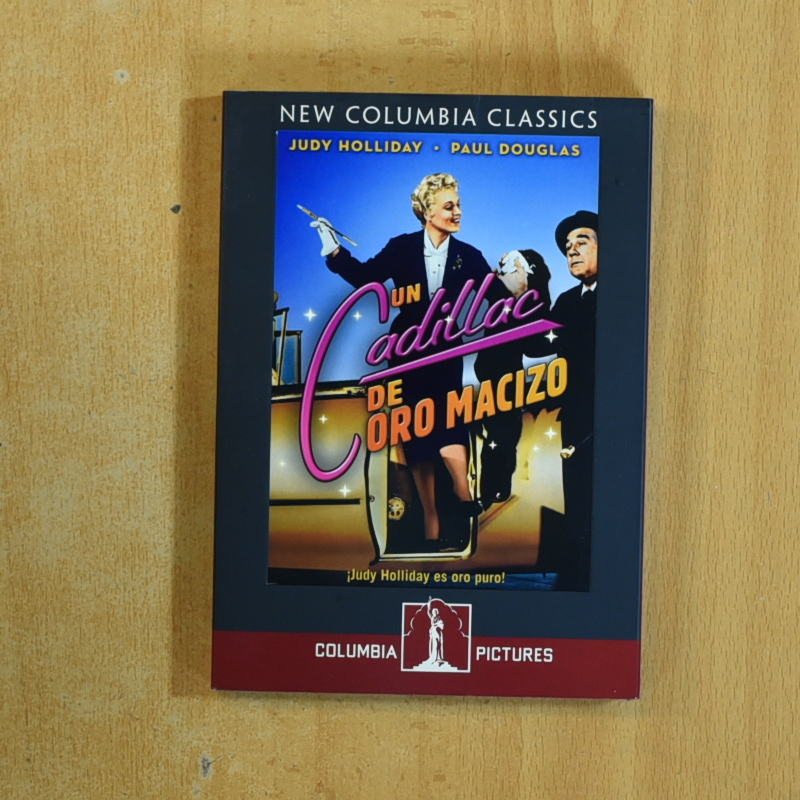 NEW COLUMBIA CLASSICS
JUDY HOLLIDAY · PAUL DOUGLAS
UN
Cadillac
DE
ORO MACIZO
¡Judy Holliday es oro puro!
COLUMBIA PICTURES